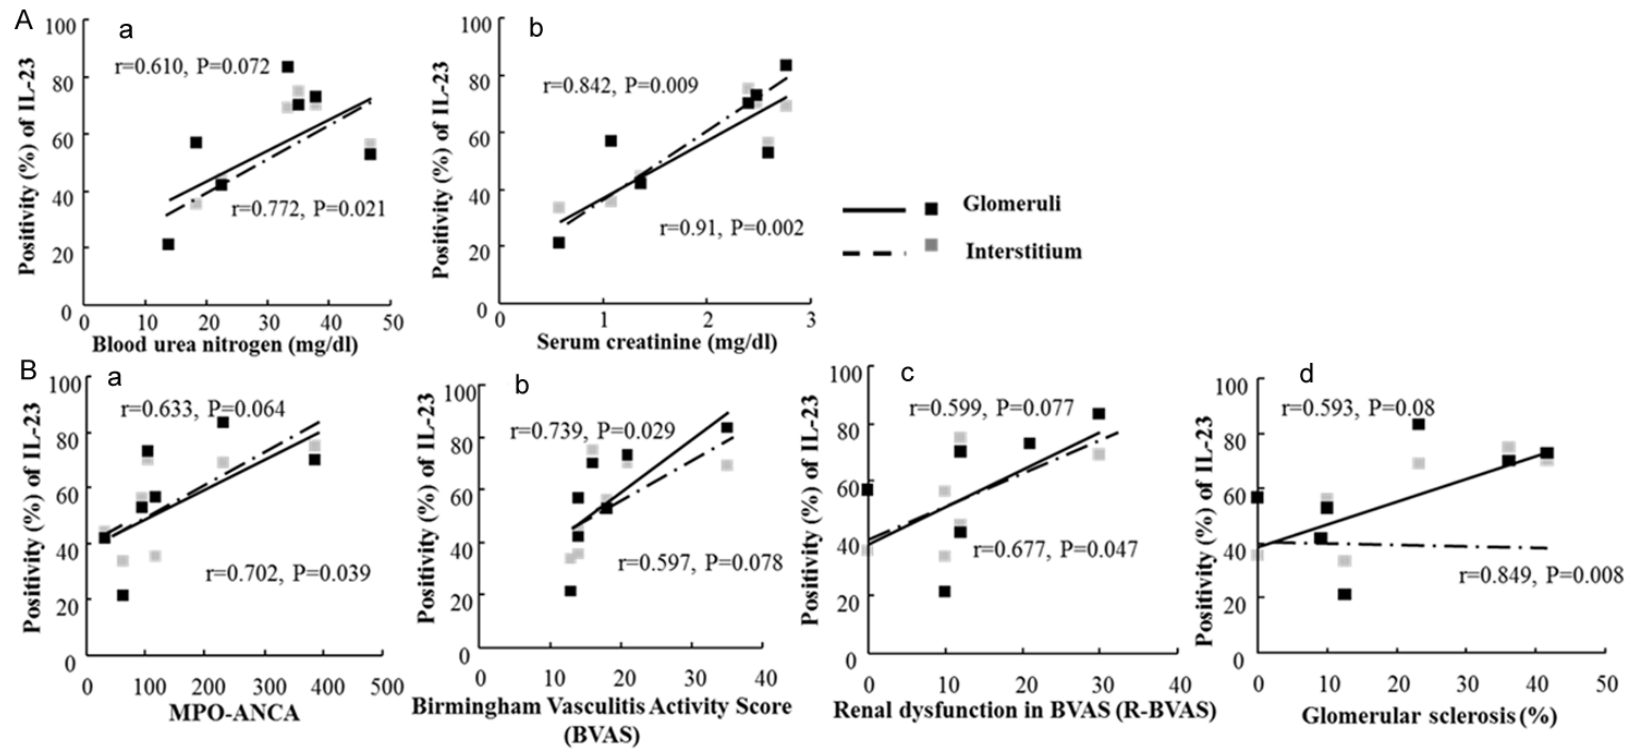 A
a
Positivity (%) of IL-23
100
80
60
40
20
0
r=0.610, P=0.072
r=0.772, P=0.021
0 10 20 30 40 50
Blood urea nitrogen (mg/dl)
b
Positivity (%) of IL-23
100
80
60
40
20
0
r=0.842, P=0.009
r=0.91, P=0.002
0 1 2 3
Serum creatinine (mg/dl)
Glomeruli
Interstitium
B
a
Positivity (%) of IL-23
100
80
60
40
20
0
r=0.633, P=0.064
r=0.702, P=0.039
0 100 200 300 400 500
MPO-ANCA
b
Positivity (%) of IL-23
100
80
60
40
20
0
r=0.739, P=0.029
r=0.597, P=0.078
0 10 20 30 40
Birmingham Vasculitis Activity Score
(BVAS)
c
Positivity (%) of IL-23
100
80
60
40
20
0
r=0.599, P=0.077
r=0.677, P=0.047
0 10 20 30 40
Renal dysfunction in BVAS (R-BVAS)
d
Positivity (%) of IL-23
100
80
60
40
20
0
r=0.593, P=0.08
r=0.849, P=0.008
0 10 20 30 40 50
Glomerular sclerosis (%)